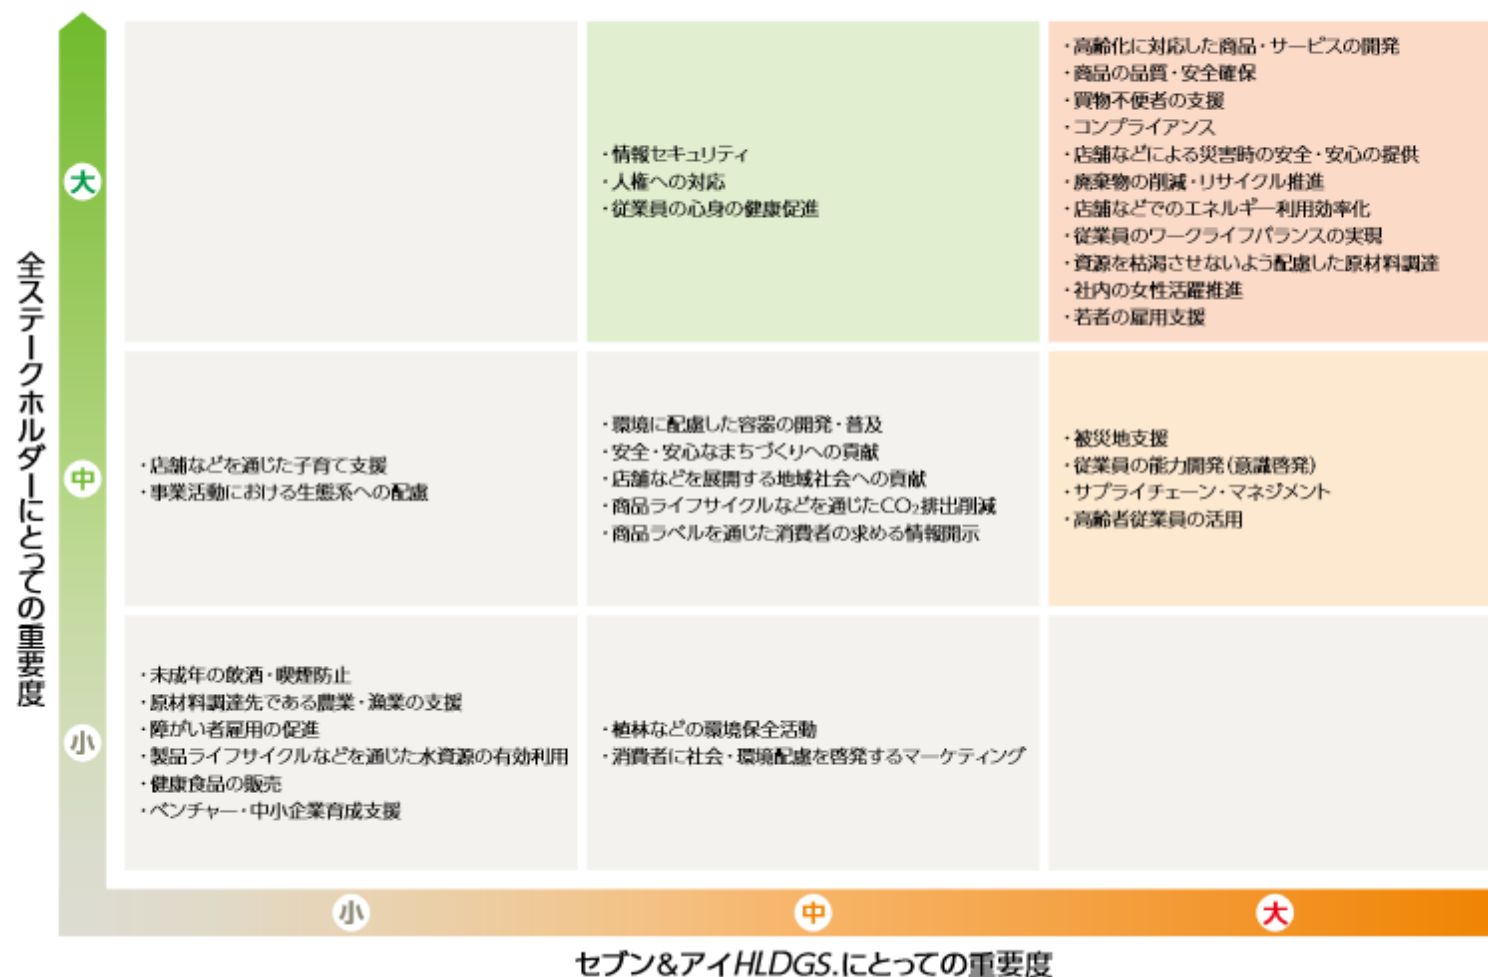 全ステークホルダーにとっての重要度
大
・情報セキュリティ
・人権への対応
・従業員の心身の健康促進
・高齢化に対応した商品・サービスの開発
・商品の品質・安全確保
・買物不便者の支援
・コンプライアンス
・店舗などによる災害時の安全・安心の提供
・廃棄物の削減・リサイクル推進
・店舗などでのエネルギー利用効率化
・従業員のワークライフバランスの実現
・資源を枯渇させないよう配慮した原材料調達
・社内の女性活躍推進
・若者の雇用支援
中
・店舗などを通じた子育て支援
・事業活動における生態系への配慮
・環境に配慮した容器の開発・普及
・安全・安心なまちづくりへの貢献
・店舗などを展開する地域社会への貢献
・商品ライフサイクルなどを通じたCO₂排出削減
・商品ラベルを通じた消費者の求める情報開示
・被災地支援
・従業員の能力開発(意識啓発)
・サプライチェーン・マネジメント
・高齢者従業員の活用
小
・未成年の飲酒・喫煙防止
・原材料調達先である農業・漁業の支援
・障がい者雇用の促進
・製品ライフサイクルなどを通じた水資源の有効利用
・健康食品の販売
・ベンチャー・中小企業育成支援
・植林などの環境保全活動
・消費者に社会・環境配慮を啓発するマーケティング
小
中
大
セブン&アイHLDGS.にとっての重要度